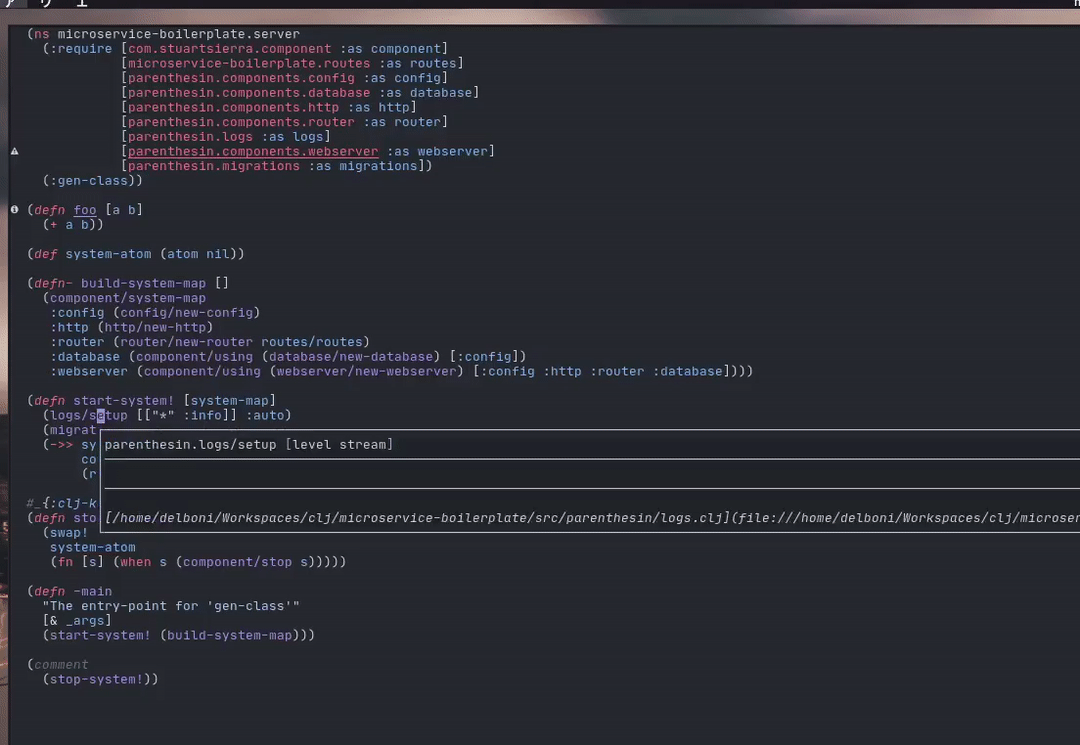 (ns microservice-boilerplate.server
  (:require [com.stuartsierra.component :as component]
            [microservice-boilerplate.routes :as routes]
            [parenthesin.components.config :as config]
            [parenthesin.components.database :as database]
            [parenthesin.components.http :as http]
            [parenthesin.components.router :as router]
            [parenthesin.logs :as logs]
            [parenthesin.components.webserver :as webserver]
            [parenthesin.migrations :as migrations])
  (:gen-class))
(defn foo [a b]
  (+ a b))
(def system-atom (atom nil))
(defn- build-system-map []
  (component/system-map
   :config (config/new-config)
   :http (http/new-http)
   :router (router/new-router routes/routes)
   :database (component/using (database/new-database) [:config])
   :webserver (component/using (webserver/new-webserver) [:config :http :router :database])))
(defn start-system! [system-map]
  (logs/setup [["*" :info]] :auto)
  (migrat
parenthesin.logs/setup [level stream]
  (->> sy
       co
       (r
#_{:clj-k
[/home/delboni/Workspaces/clj/microservice-boilerplate/src/parenthesin/logs.clj](file:///home/delboni/Workspaces/clj/microser
(defn sto
  (swap!
   system-atom
   (fn [s] (when s (component/stop s)))))
(defn -main
  "The entry-point for 'gen-class'"
  [& _args]
  (start-system! (build-system-map)))
(comment
  (stop-system!))